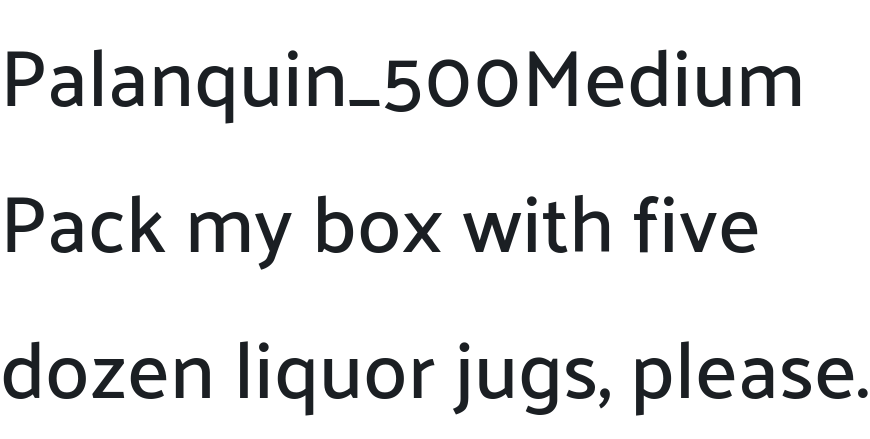 Palanquin_500Medium
Pack my box with five
dozen liquor jugs, please.